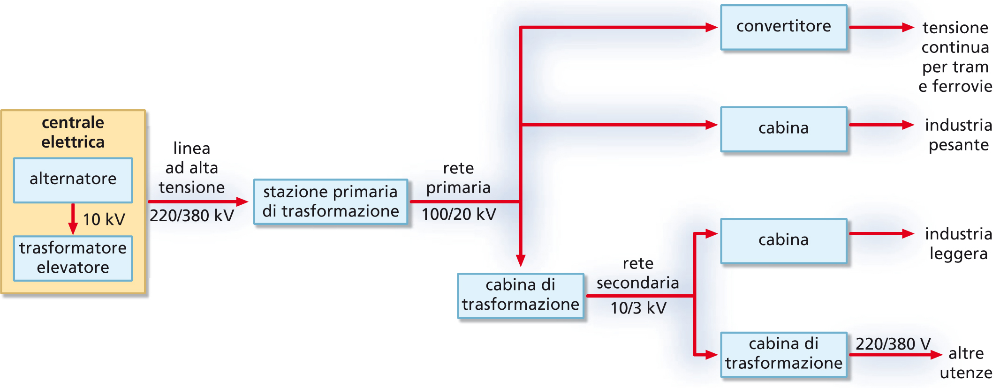 centrale
elettrica
alternatore
10 kV
trasformatore
elevatore
linea
ad alta
tensione
220/380 kV
stazione primaria
di trasformazione
rete
primaria
100/20 kV
convertitore
tensione
continua
per tram
e ferrovie
cabina
industria
pesante
cabina di
trasformazione
rete
secondaria
10/3 kV
cabina
industria
leggera
cabina di
trasformazione
220/380 V
altre
utenze